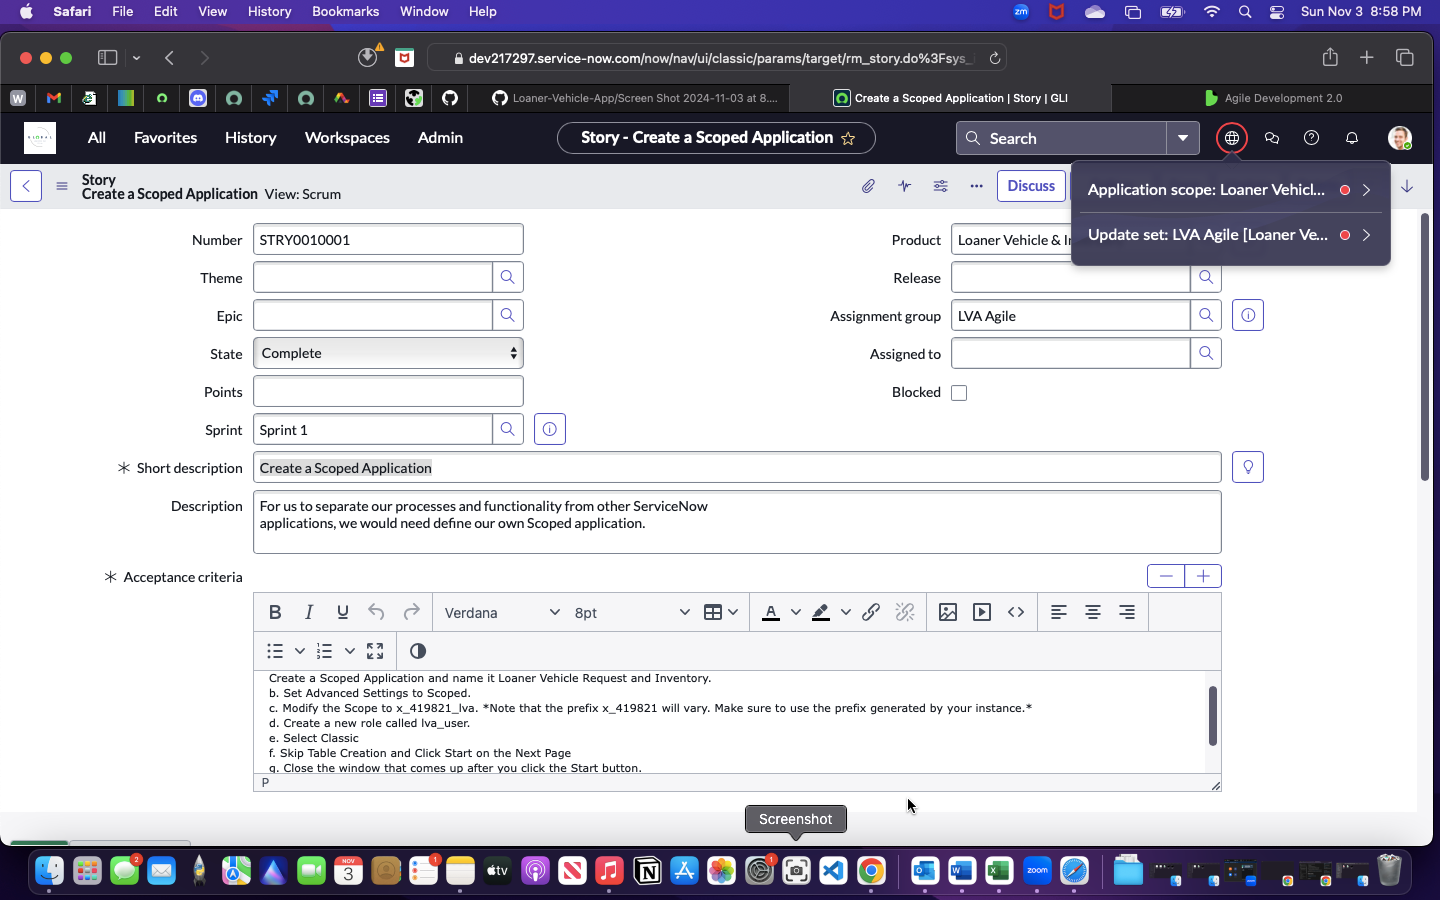 Safari File Edit View History Bookmarks Window Help
zm
Sun Nov 3 8:58 PM
dev217297.service-now.com/now/nav/ui/classic/params/target/rm_story.do%3Fsys_
W
Loaner-Vehicle-App/Screen Shot 2024-11-03 at 8....
Create a Scoped Application | Story | GLI
Agile Development 2.0
All Favorites History Workspaces Admin
Story - Create a Scoped Application
Search
Story
Create a Scoped Application View: Scrum
Discuss
Application scope: Loaner Vehicl...
Update set: LVA Agile [Loaner Ve...
Number STRY0010001
Product Loaner Vehicle & I
Theme
Release
Epic
Assignment group LVA Agile
State Complete
Assigned to
Points
Blocked
Sprint Sprint 1
Short description Create a Scoped Application
Description For us to separate our processes and functionality from other ServiceNow
applications, we would need define our own Scoped application.
Acceptance criteria
B I U Verdana 8pt A
Create a Scoped Application and name it Loaner Vehicle Request and Inventory.
b. Set Advanced Settings to Scoped.
c. Modify the Scope to x_419821_lva. *Note that the prefix x_419821 will vary. Make sure to use the prefix generated by your instance.*
d. Create a new role called lva_user.
e. Select Classic
f. Skip Table Creation and Click Start on the Next Page
g. Close the window that comes up after you click the Start button.
P
Screenshot
2
NOV
3
1
tv
1
zoom